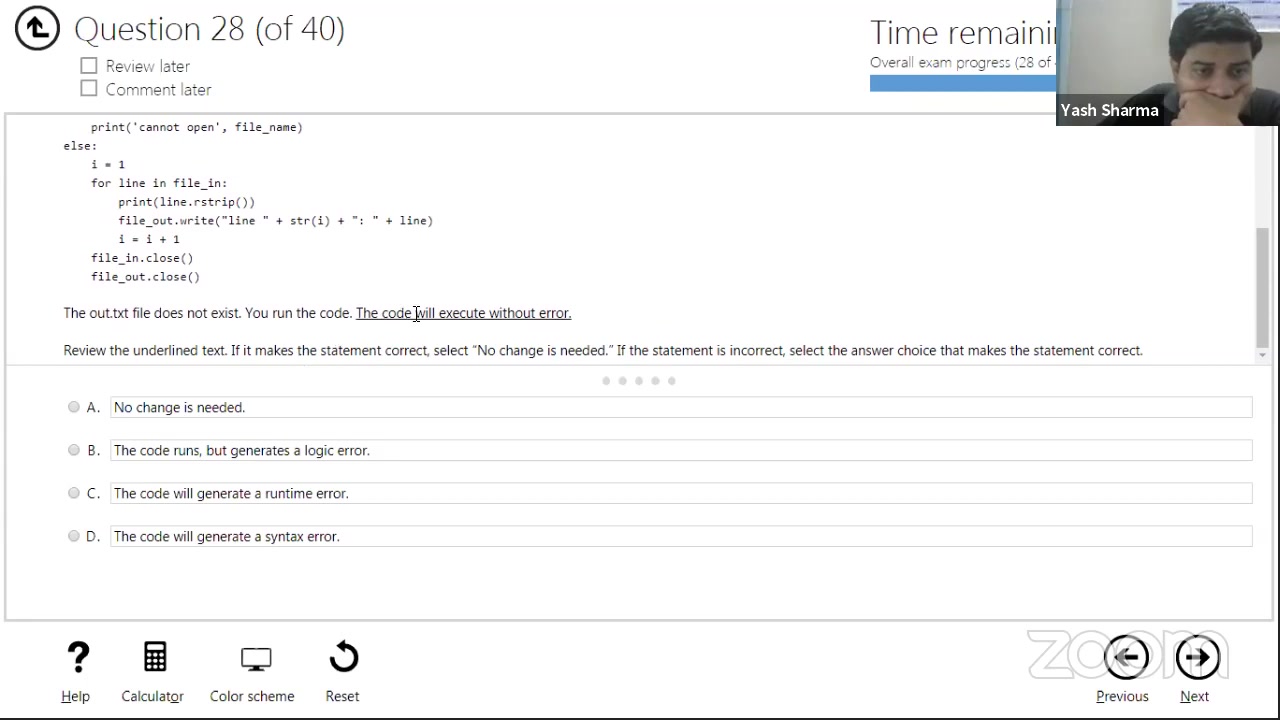 Question 28 (of 40)
Time remaini
Review later
Overall exam progress (28 of
Comment later
Yash Sharma
print('cannot open', file_name)
else:
i = 1
for line in file_in:
print(line.rstrip())
file_out.write("line " + str(i) + ": " + line)
i = i + 1
file_in.close()
file_out.close()
The out.txt file does not exist. You run the code. The code will execute without error.
Review the underlined text. If it makes the statement correct, select "No change is needed." If the statement is incorrect, select the answer choice that makes the statement correct.
A. No change is needed.
B. The code runs, but generates a logic error.
C. The code will generate a runtime error.
D. The code will generate a syntax error.
zoom
Help Calculator Color scheme Reset Previous Next